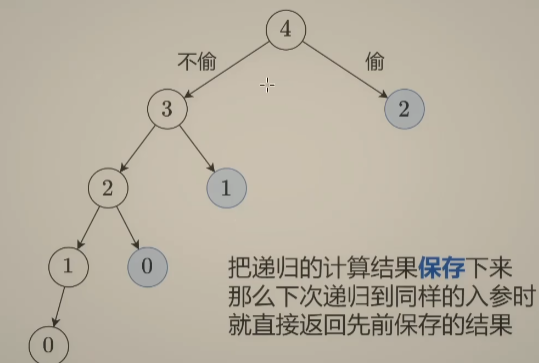 4
不偷
偷
3
2
2
1
1
0
0
把递归的计算结果保存下来
那么下次递归到同样的入参时
就直接返回先前保存的结果